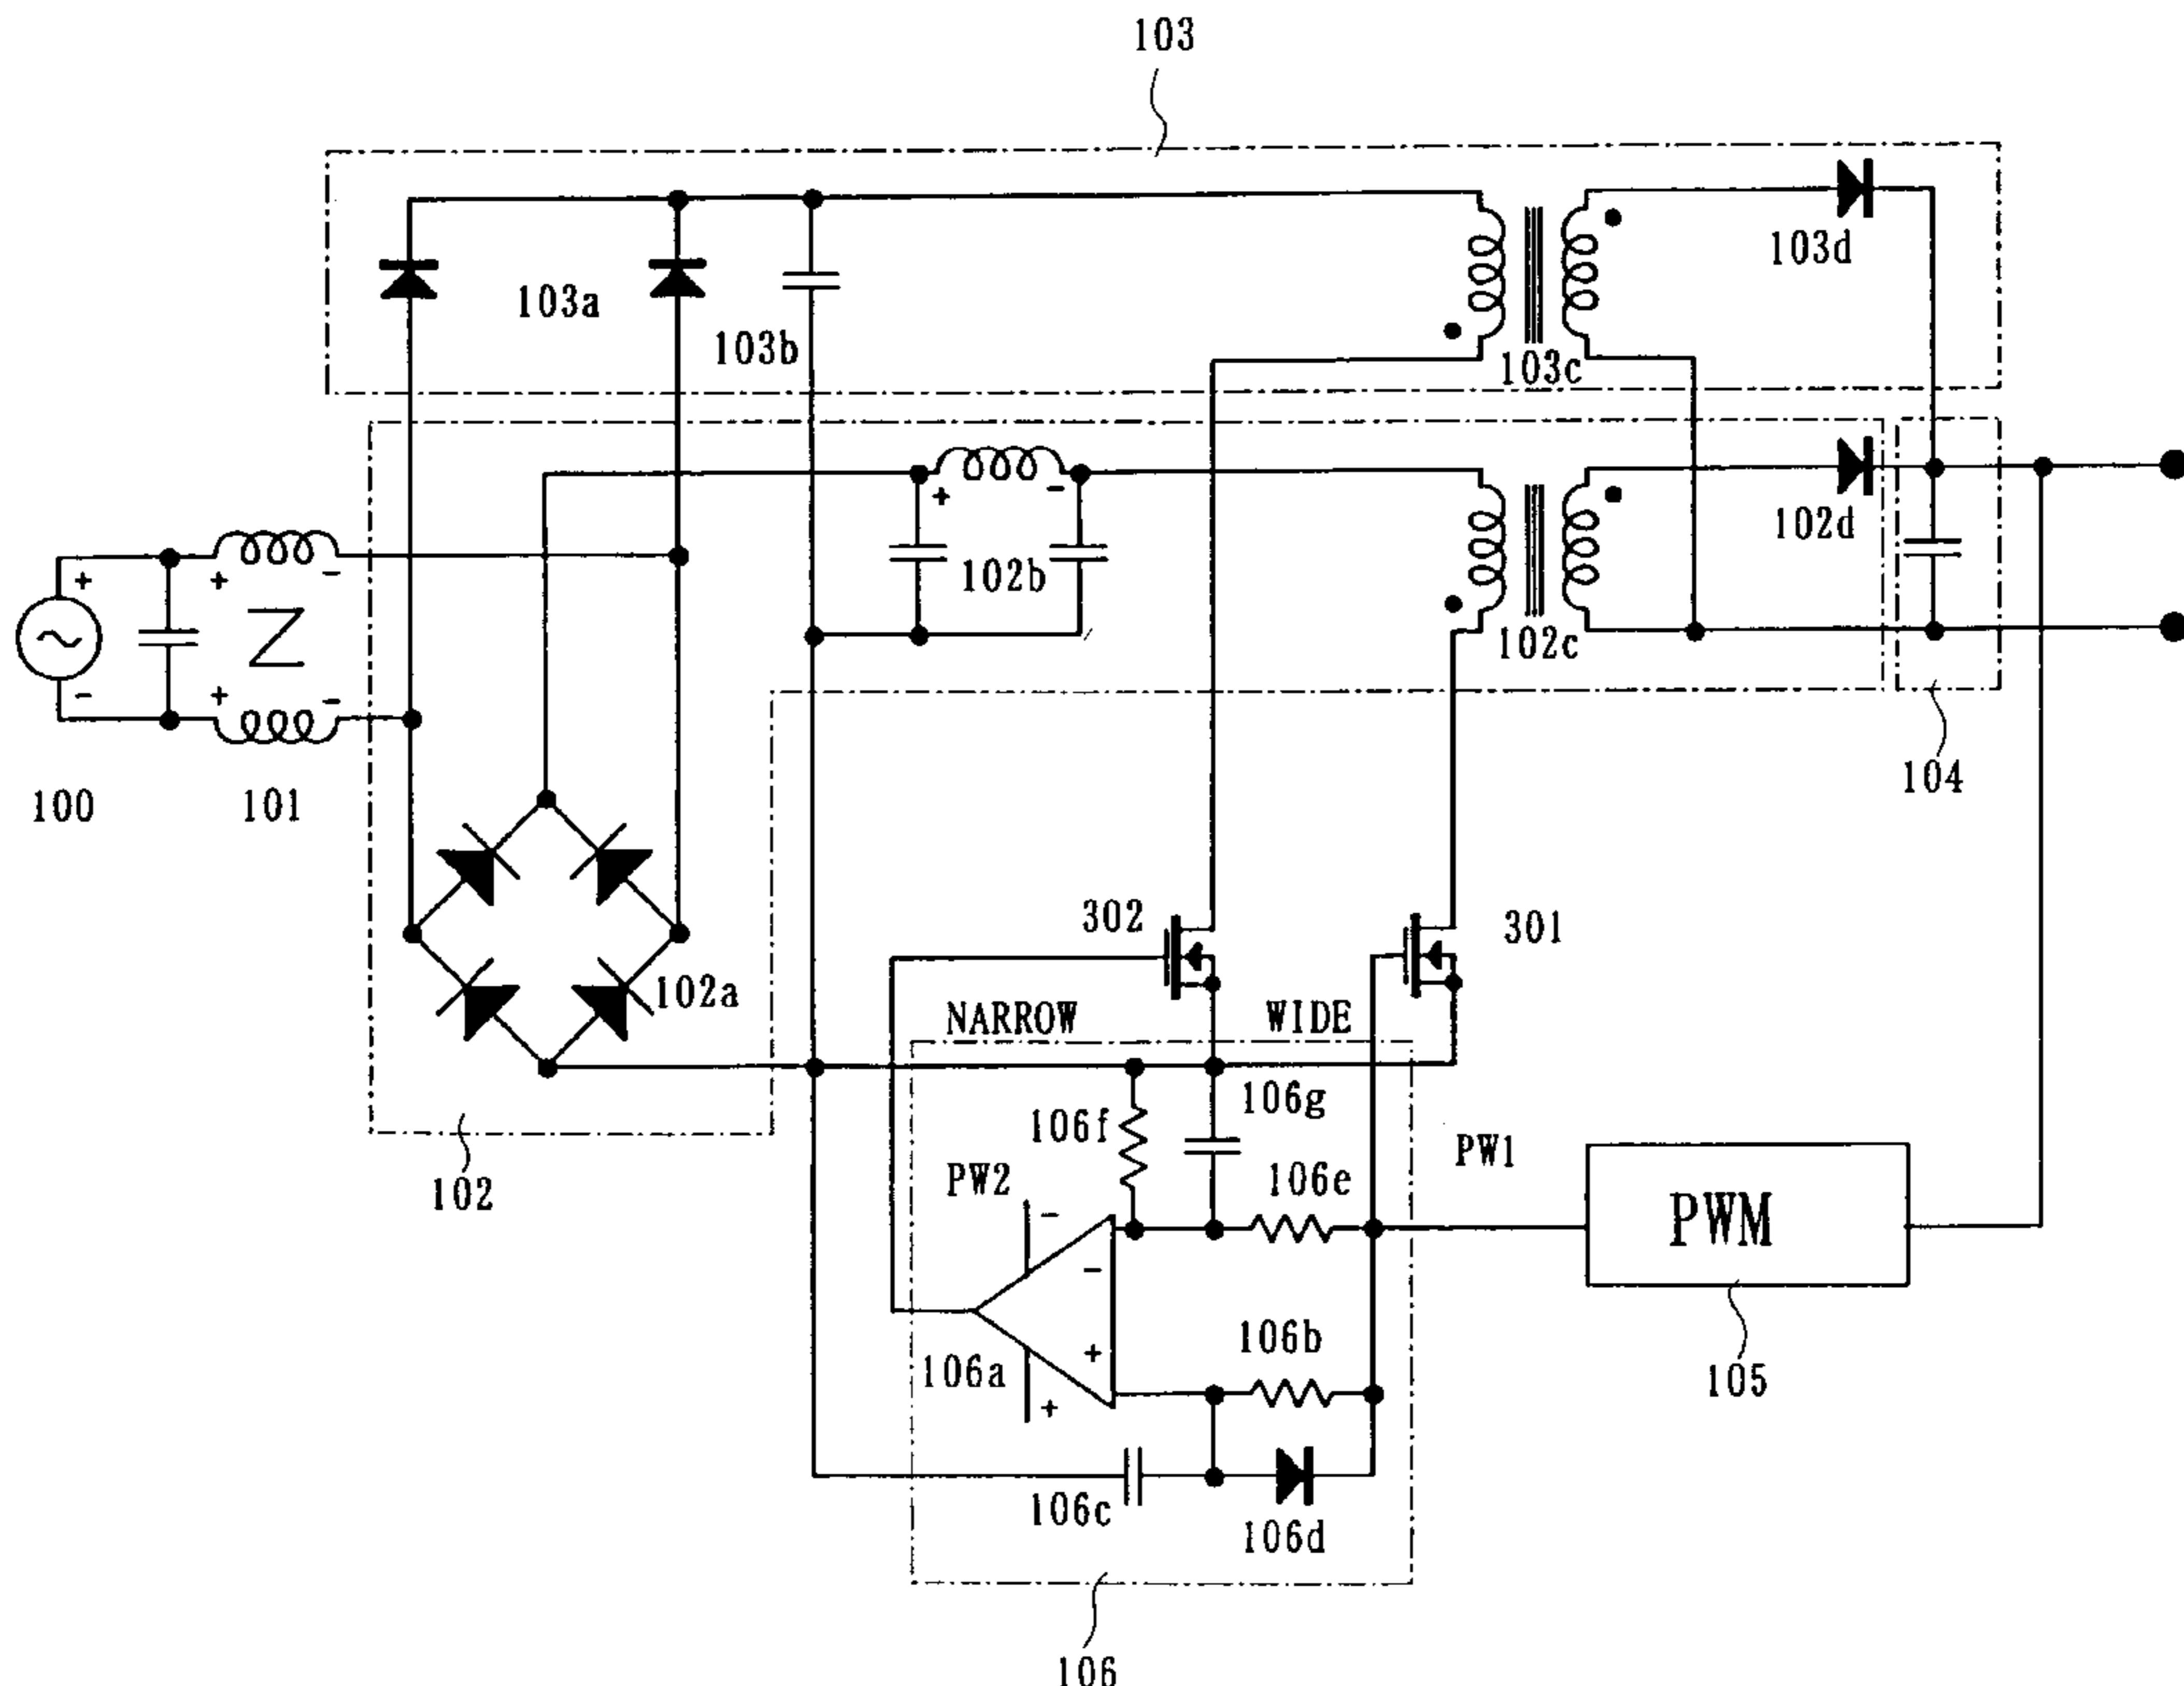 103
103a
103b
103c
103d
+
-
102b
102c
102d
+
-
+
-
+
-
+
-
100
101
104
102a
302
301
NARROW
WIDE
102
106f
106g
PW2
106e
PW1
PWM
-
-
+
+
106a
106b
105
106c
106d
106